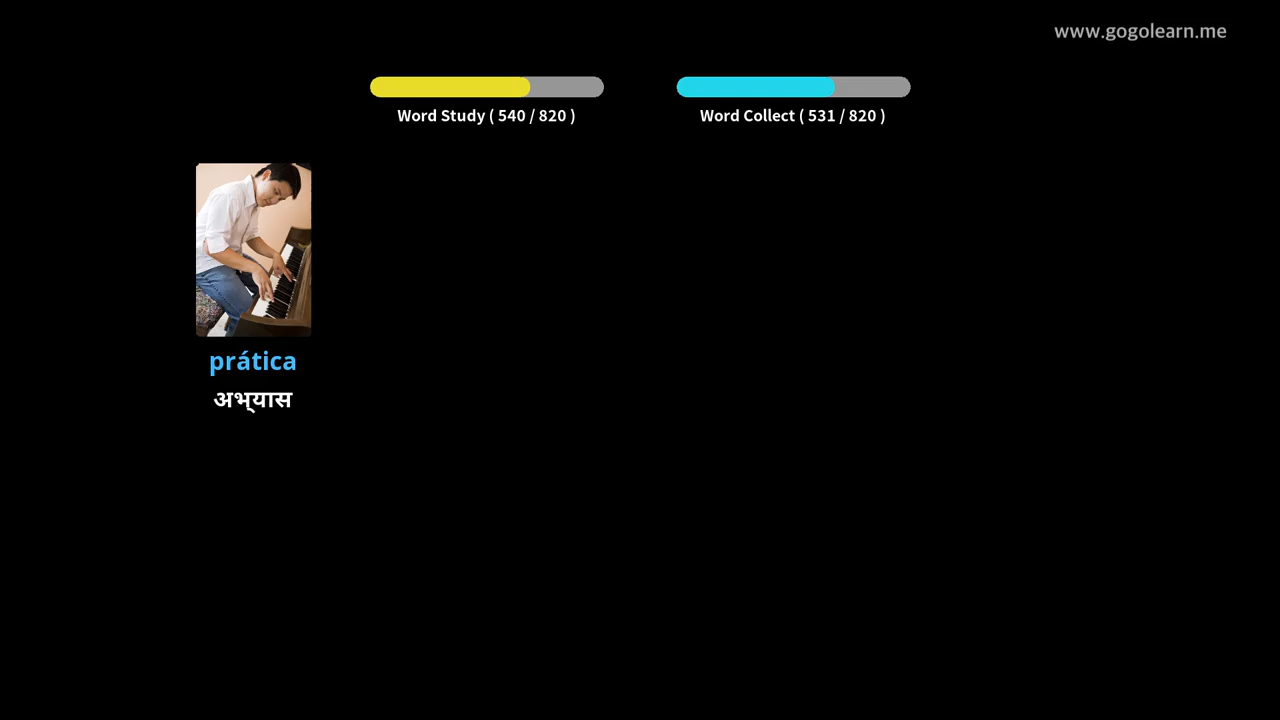 www.gogolearn.me
Word Study ( 540 / 820 )
Word Collect ( 531 / 820 )
prática
अभ्यास